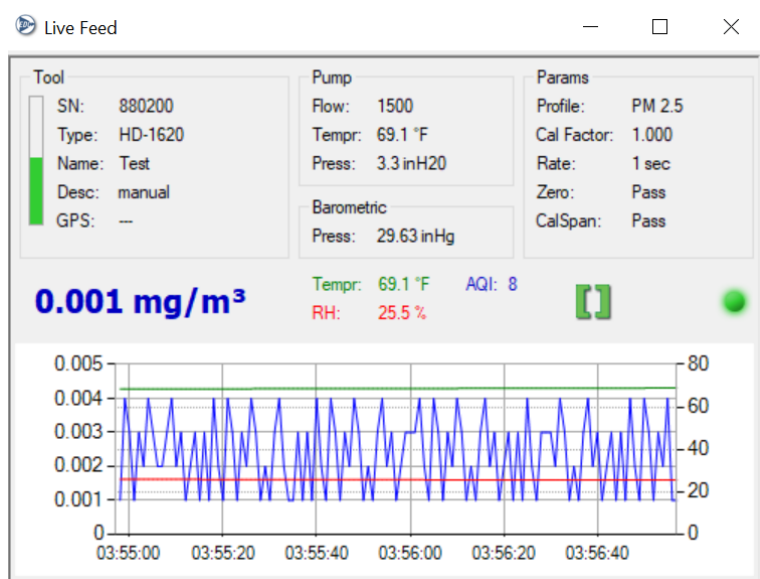 Live Feed
Tool
SN: 880200
Type: HD-1620
Name: Test
Desc: manual
GPS: ---
Pump
Flow: 1500
Tempr: 69.1 °F
Press: 3.3 inH20
Barometric
Press: 29.63 inHg
Params
Profile: PM 2.5
Cal Factor: 1.000
Rate: 1 sec
Zero: Pass
CalSpan: Pass
0.001 mg/m³
Tempr: 69.1 °F AQI: 8
RH: 25.5 %
[]
0.005 80
0.004 60
0.003 40
0.002 20
0.001
0 0
03:55:00 03:55:20 03:55:40 03:56:00 03:56:20 03:56:40